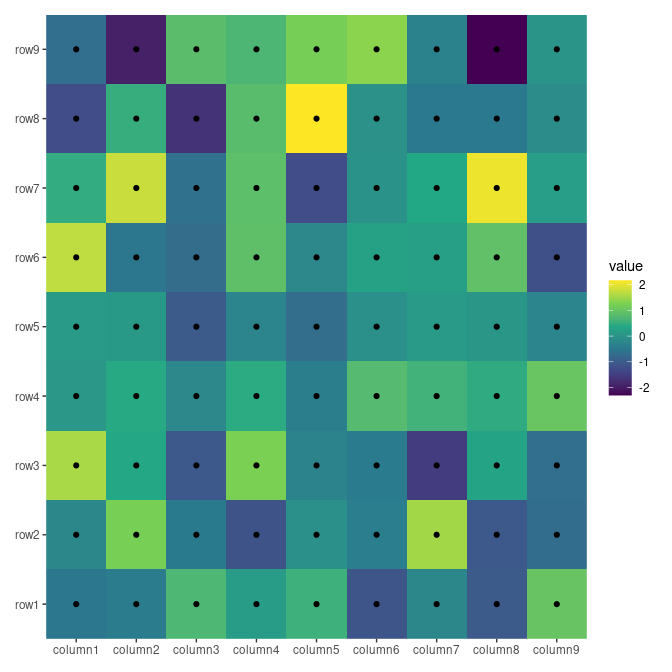 row9
row8
row7
row6
row5
row4
row3
row2
row1
column1 column2 column3 column4 column5 column6 column7 column8 column9
value
2
1
0
-1
-2